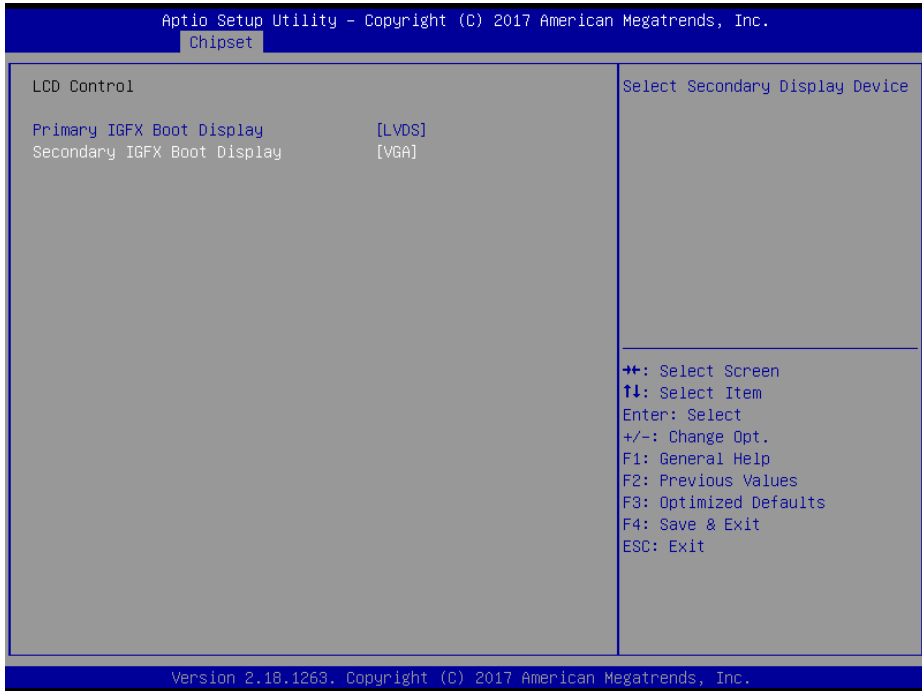 Aptio Setup Utility – Copyright (C) 2017 American Megatrends, Inc.
Chipset
LCD Control
Primary IGFX Boot Display [LVDS]
Secondary IGFX Boot Display [VGA]
Select Secondary Display Device
→←: Select Screen
↑↓: Select Item
Enter: Select
+/-: Change Opt.
F1: General Help
F2: Previous Values
F3: Optimized Defaults
F4: Save & Exit
ESC: Exit
Version 2.18.1263. Copyright (C) 2017 American Megatrends, Inc.